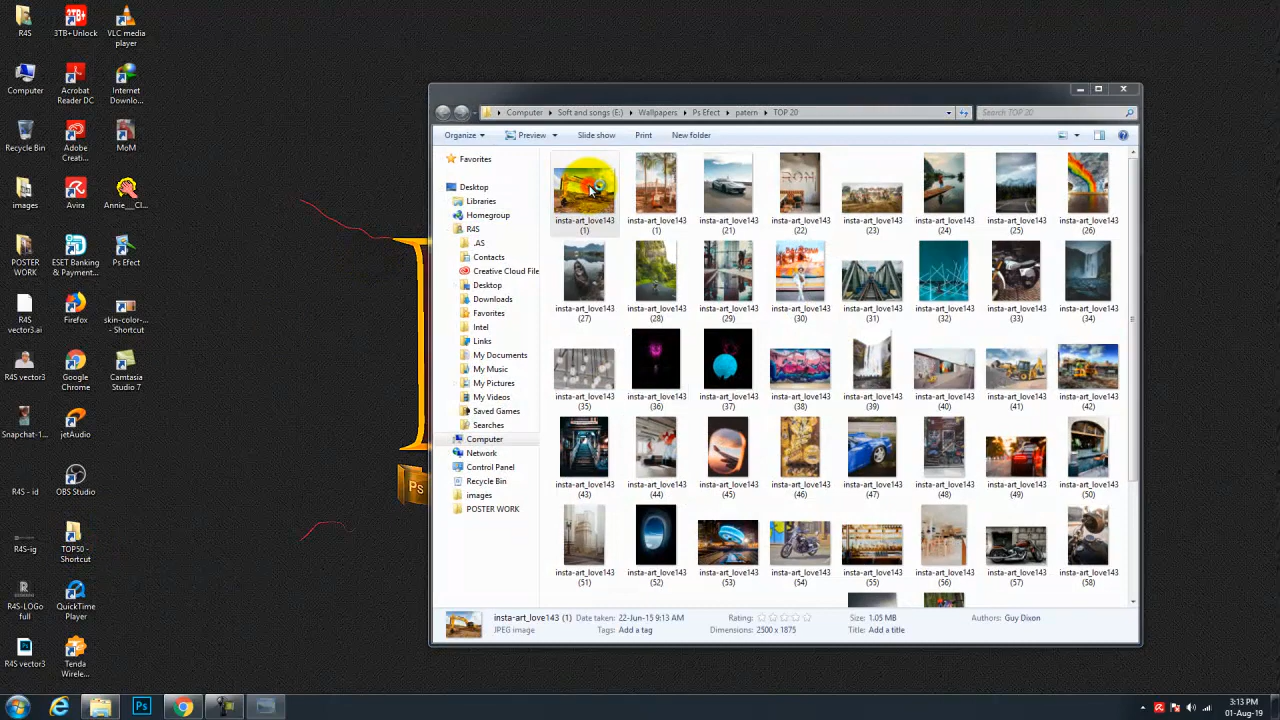 R4S
3TB+Unlock
VLC media
player
Computer
Acrobat
Reader DC
Internet
Downlo...
Recycle Bin
Adobe
Creati...
MoM
images
Avira
Annie__Cl...
POSTER
WORK
ESET Banking
& Payment...
Ps Efect
R4S
vector3.ai
Firefox
skin-color-...
- Shortcut
R4S vector3
Google
Chrome
Camtasia
Studio 7
Snapchat-1...
jetAudio
R4S - id
OBS Studio
R4S-ig
TOP50 -
Shortcut
R4S-LOGo
full
QuickTime
Player
R4S vector3
Tenda
Wirele...
Ps
Computer
Soft and songs (E:)
Wallpapers
Ps Efect
patern
TOP 20
Search TOP 20
Organize
Preview
Slide show
Print
New folder
Favorites
Desktop
Libraries
Homegroup
R4S
.AS
Contacts
Creative Cloud File
Desktop
Downloads
Favorites
Intel
Links
My Documents
My Music
My Pictures
My Videos
Saved Games
Searches
Computer
Network
Control Panel
Recycle Bin
images
POSTER WORK
insta-art_love143
(1)
insta-art_love143
(1)
insta-art_love143
(21)
insta-art_love143
(22)
insta-art_love143
(23)
insta-art_love143
(24)
insta-art_love143
(25)
insta-art_love143
(26)
insta-art_love143
(27)
insta-art_love143
(28)
insta-art_love143
(29)
insta-art_love143
(30)
insta-art_love143
(31)
insta-art_love143
(32)
insta-art_love143
(33)
insta-art_love143
(34)
insta-art_love143
(35)
insta-art_love143
(36)
insta-art_love143
(37)
insta-art_love143
(38)
insta-art_love143
(39)
insta-art_love143
(40)
insta-art_love143
(41)
insta-art_love143
(42)
insta-art_love143
(43)
insta-art_love143
(44)
insta-art_love143
(45)
insta-art_love143
(46)
insta-art_love143
(47)
insta-art_love143
(48)
insta-art_love143
(49)
insta-art_love143
(50)
insta-art_love143
(51)
insta-art_love143
(52)
insta-art_love143
(53)
insta-art_love143
(54)
insta-art_love143
(55)
insta-art_love143
(56)
insta-art_love143
(57)
insta-art_love143
(58)
insta-art_love143 (1) Date taken: 22-Jun-15 9:13 AM Rating: Size: 1.05 MB Authors: Guy Dixon
JPEG image Tags: Add a tag Dimensions: 2500 x 1875 Title: Add a title
Ps
3:13 PM
01-Aug-19